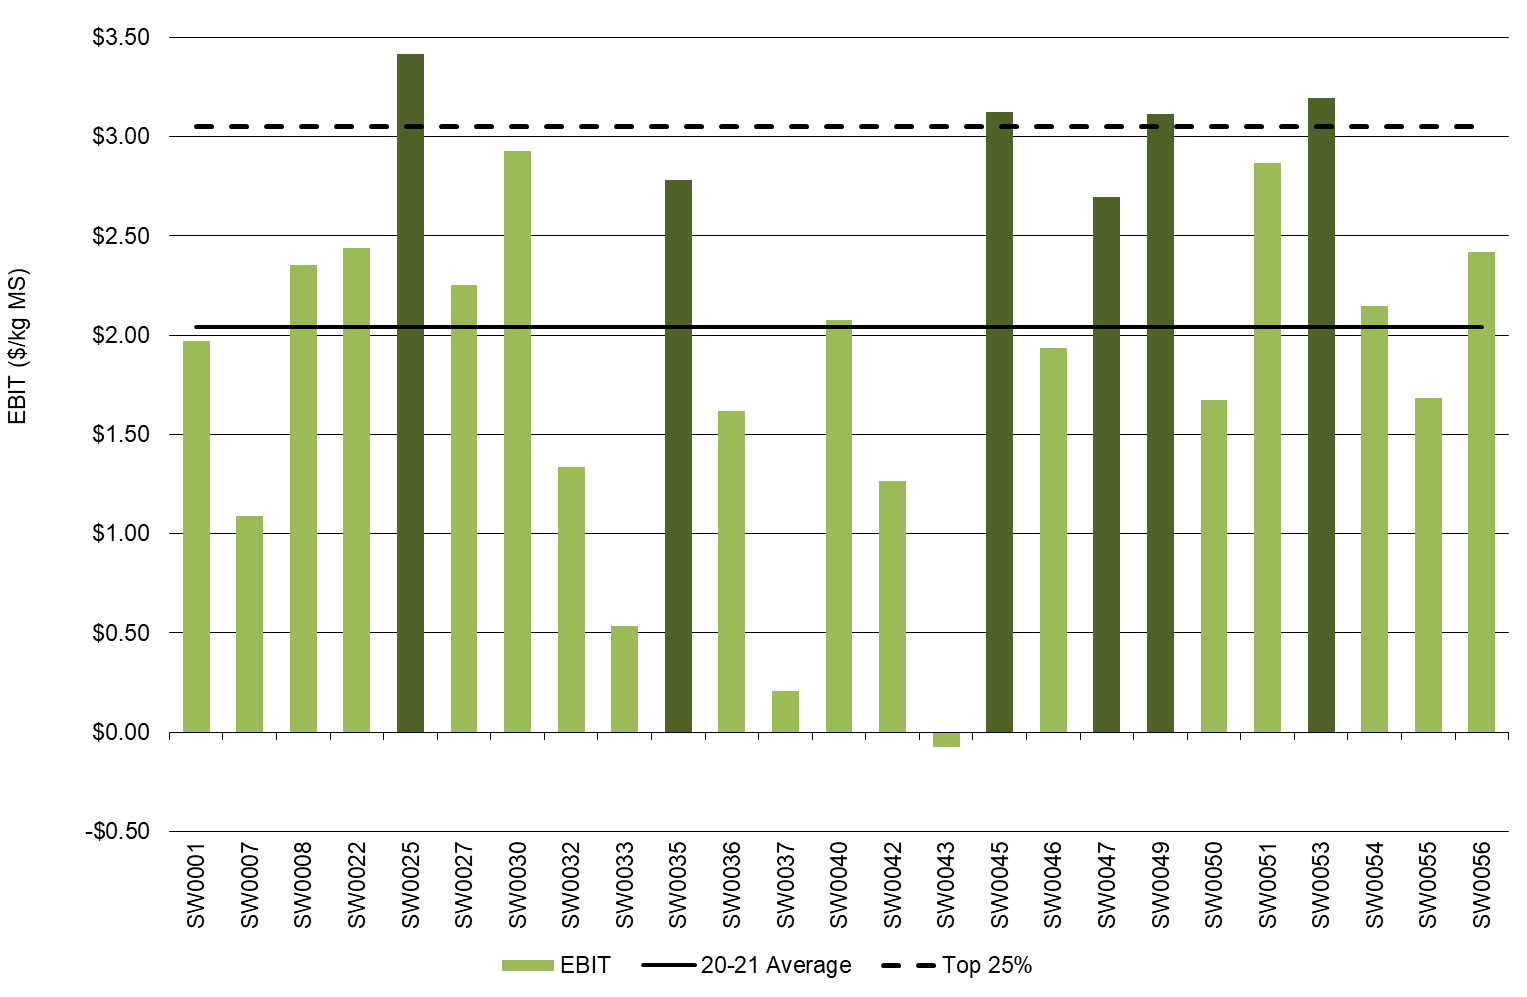 $3.50
$3.00
$2.50
$2.00
$1.50
$1.00
$0.50
$0.00
-$0.50
EBIT ($/kg MS)
SW0001
SW0007
SW0008
SW0022
SW0025
SW0027
SW0030
SW0032
SW0033
SW0035
SW0036
SW0037
SW0040
SW0042
SW0043
SW0045
SW0046
SW0047
SW0049
SW0050
SW0051
SW0053
SW0054
SW0055
SW0056
EBIT 20-21 Average Top 25%